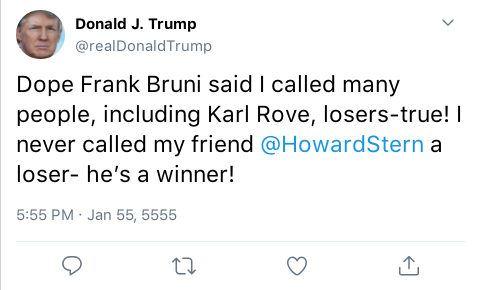 Donald J. Trump
@realDonaldTrump
Dope Frank Bruni said I called many
people, including Karl Rove, losers-true! I
never called my friend @HowardStern a
loser- he’s a winner!
5:55 PM · Jan 55, 5555